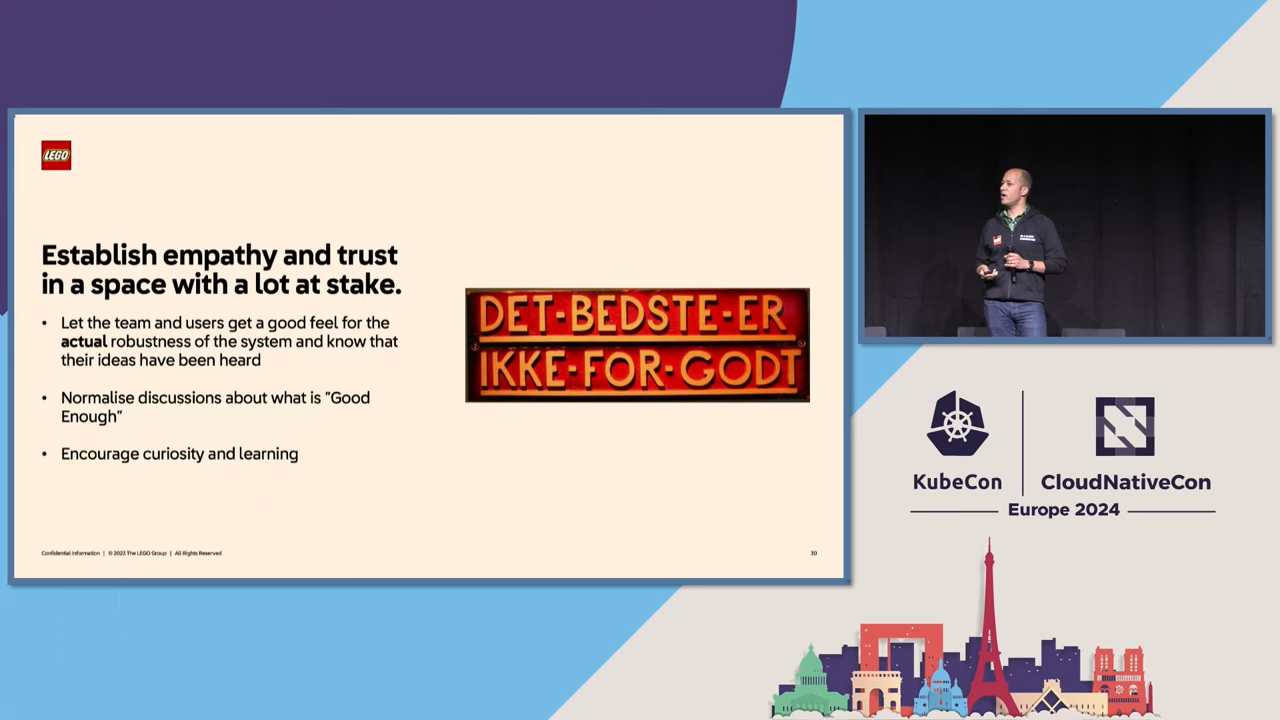 LEGO
Establish empathy and trust
in a space with a lot at stake.
• Let the team and users get a good feel for the
actual robustness of the system and know that
their ideas have been heard
• Normalise discussions about what is "Good
Enough"
• Encourage curiosity and learning
DET-BEDSTE-ER
IKKE-FOR-GODT
Confidential Information | © 2023 The LEGO Group | All Rights Reserved
30
KubeCon
CloudNativeCon
Europe 2024